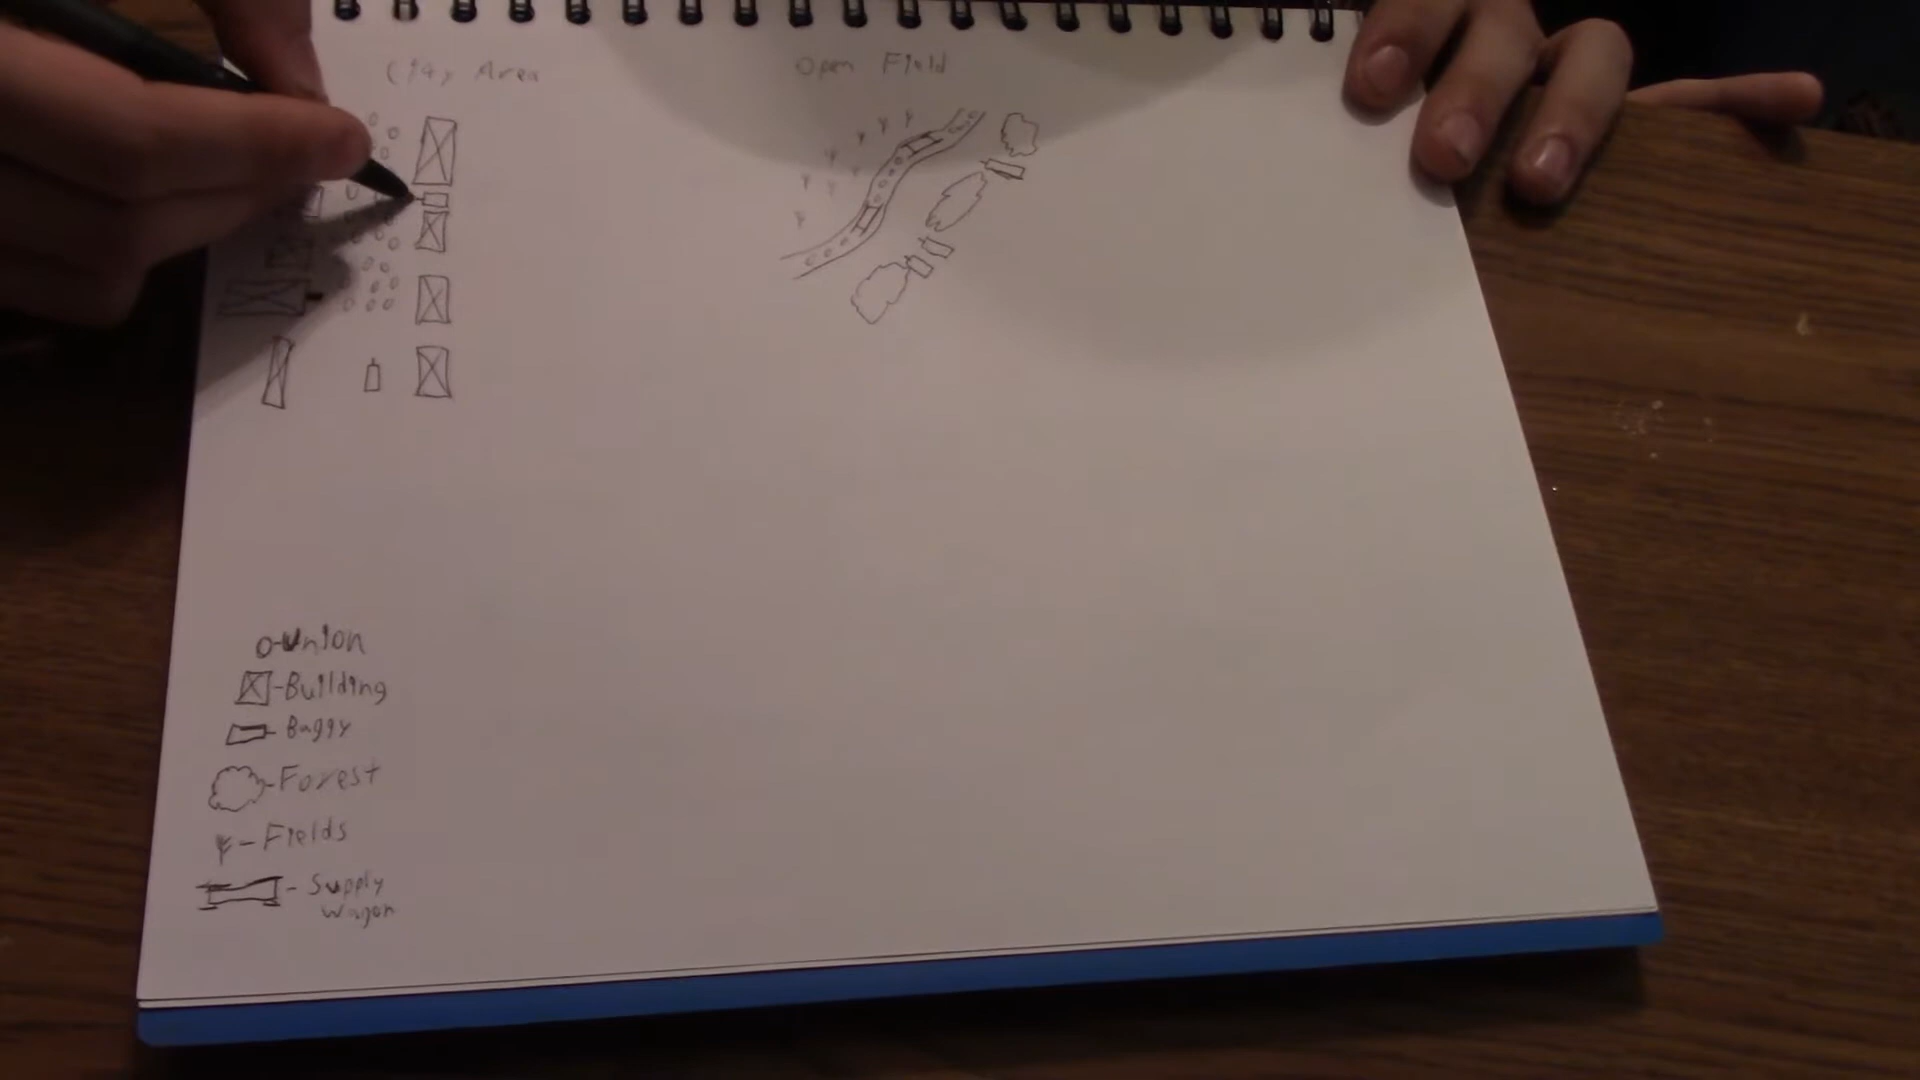 City Area
Open Field
O-Union
-Building
-Buggy
-Forest
-Fields
- Supply
Wagon